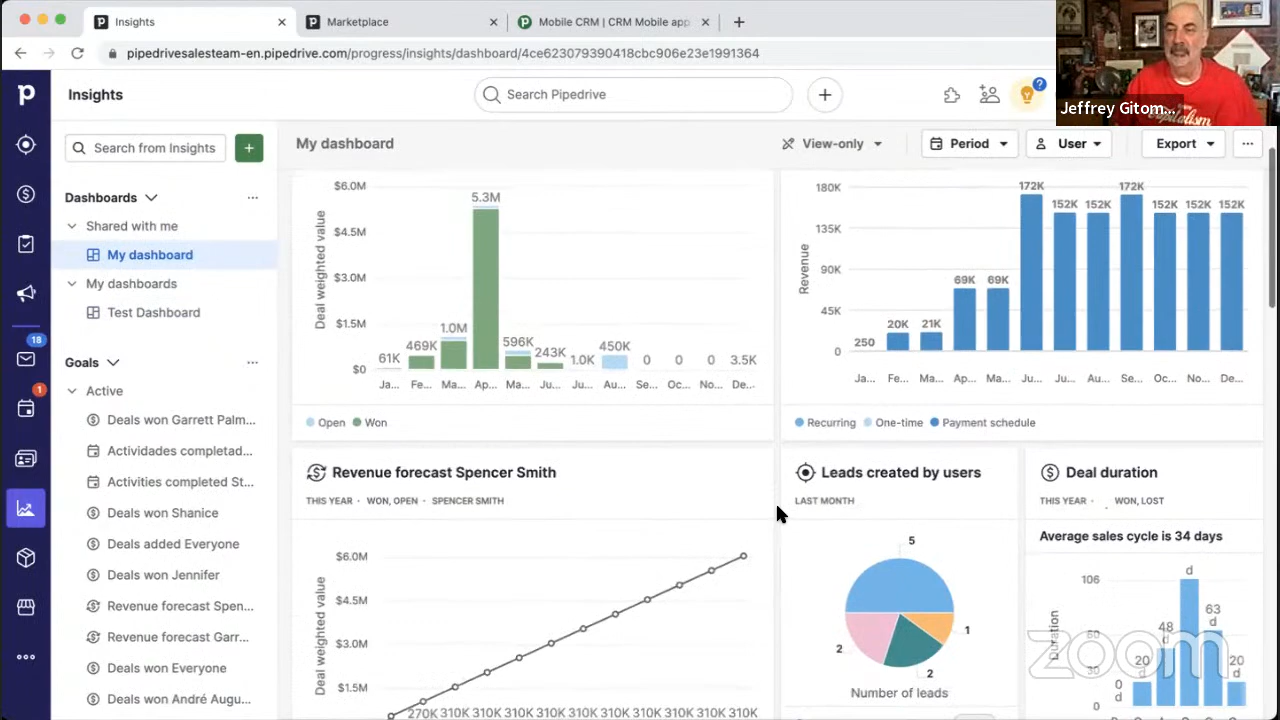 Insights
Marketplace
Mobile CRM | CRM Mobile app
pipedrivesalesteam-en.pipedrive.com/progress/insights/dashboard/4ce623079390418cbc906e23e1991364
Jeffrey Gitom...
Insights
Search Pipedrive
?
Search from Insights
My dashboard
View-only
Period
User
Export
Dashboards
Shared with me
My dashboard
My dashboards
Test Dashboard
18
1
Goals
Active
Deals won Garrett Palm...
Actividades completad...
Activities completed St...
Deals won Shanice
Deals added Everyone
Deals won Jennifer
Revenue forecast Spen...
Revenue forecast Garr...
Deals won Everyone
Deals won André Augu...
Deal weighted value
$6.0M
$4.5M
$3.0M
$1.5M
$0
61K 469K 1.0M 5.3M 596K 243K 1.0K 450K 0 0 0 3.5K
Ja... Fe... Ma... Ap... Ma... Ju... Ju... Au... Se... Oc... No... De...
Open Won
Revenue
180K
135K
90K
45K
0
250 20K 21K 69K 69K 172K 152K 152K 172K 152K 152K 152K
Ja... Fe... Ma... Ap... Ma... Ju... Ju... Au... Se... Oc... No... De...
Recurring One-time Payment schedule
Revenue forecast Spencer Smith
THIS YEAR · WON, OPEN · SPENCER SMITH
Deal weighted value
$6.0M
$4.5M
$3.0M
$1.5M
270K 310K 310K 310K 310K 310K 310K 310K 310K 310K 310K
Leads created by users
LAST MONTH
5
1
2
2
Number of leads
Deal duration
THIS YEAR · WON, LOST
Average sales cycle is 34 days
Duration
106
30
0
0 d 20 d 48 d d 63 d 20 d
zoom